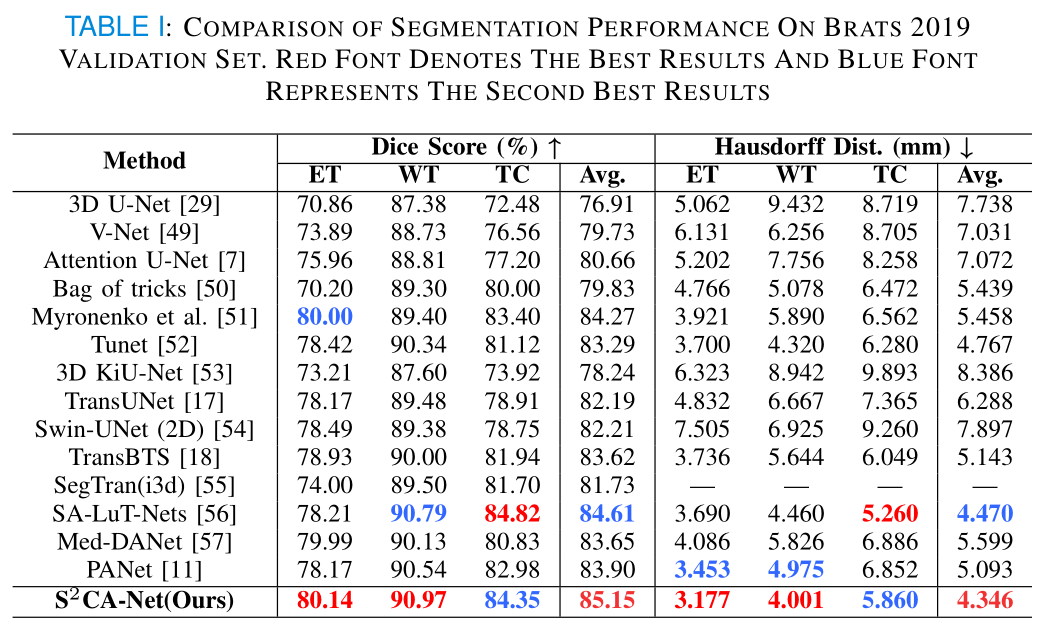 TABLE I: COMPARISON OF SEGMENTATION PERFORMANCE ON BRATS 2019
VALIDATION SET. RED FONT DENOTES THE BEST RESULTS AND BLUE FONT
REPRESENTS THE SECOND BEST RESULTS
Method Dice Score (%) ↑ Hausdorff Dist. (mm) ↓
ET WT TC Avg. ET WT TC Avg.
3D U-Net [29] 70.86 87.38 72.48 76.91 5.062 9.432 8.719 7.738
V-Net [49] 73.89 88.73 76.56 79.73 6.131 6.256 8.705 7.031
Attention U-Net [7] 75.96 88.81 77.20 80.66 5.202 7.756 8.258 7.072
Bag of tricks [50] 70.20 89.30 80.00 79.83 4.766 5.078 6.472 5.439
Myronenko et al. [51] 80.00 89.40 83.40 84.27 3.921 5.890 6.562 5.458
Tunet [52] 78.42 90.34 81.12 83.29 3.700 4.320 6.280 4.767
3D KiU-Net [53] 73.21 87.60 73.92 78.24 6.323 8.942 9.893 8.386
TransUNet [17] 78.17 89.48 78.91 82.19 4.832 6.667 7.365 6.288
Swin-UNet (2D) [54] 78.49 89.38 78.75 82.21 7.505 6.925 9.260 7.897
TransBTS [18] 78.93 90.00 81.94 83.62 3.736 5.644 6.049 5.143
SegTran(i3d) [55] 74.00 89.50 81.70 81.73 — — — —
SA-LuT-Nets [56] 78.21 90.79 84.82 84.61 3.690 4.460 5.260 4.470
Med-DANet [57] 79.99 90.13 80.83 83.65 4.086 5.826 6.886 5.599
PANet [11] 78.17 90.54 82.98 83.90 3.453 4.975 6.852 5.093
S²CA-Net(Ours) 80.14 90.97 84.35 85.15 3.177 4.001 5.860 4.346